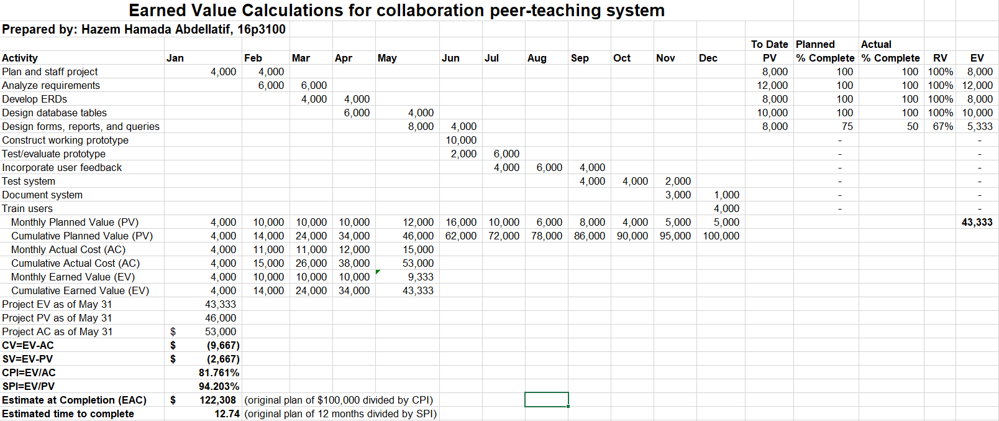 Earned Value Calculations for collaboration peer-teaching system
Prepared by: Hazem Hamada Abdellatif, 16p3100
To Date Planned Actual
Activity Jan Feb Mar Apr May Jun Jul Aug Sep Oct Nov Dec PV % Complete % Complete RV EV
Plan and staff project 4,000 4,000 8,000 100 100 100% 8,000
Analyze requirements 6,000 6,000 12,000 100 100 100% 12,000
Develop ERDs 4,000 4,000 8,000 100 100 100% 8,000
Design database tables 6,000 4,000 10,000 100 100 100% 10,000
Design forms, reports, and queries 8,000 4,000 8,000 75 50 67% 5,333
Construct working prototype 10,000 - -
Test/evaluate prototype 2,000 6,000 - -
Incorporate user feedback 4,000 6,000 4,000 - -
Test system 4,000 4,000 2,000 - -
Document system 3,000 1,000 - -
Train users 4,000 - -
Monthly Planned Value (PV) 4,000 10,000 10,000 10,000 12,000 16,000 10,000 6,000 8,000 4,000 5,000 5,000 43,333
Cumulative Planned Value (PV) 4,000 14,000 24,000 34,000 46,000 62,000 72,000 78,000 86,000 90,000 95,000 100,000
Monthly Actual Cost (AC) 4,000 11,000 11,000 12,000 15,000
Cumulative Actual Cost (AC) 4,000 15,000 26,000 38,000 53,000
Monthly Earned Value (EV) 4,000 10,000 10,000 10,000 9,333
Cumulative Earned Value (EV) 4,000 14,000 24,000 34,000 43,333
Project EV as of May 31 43,333
Project PV as of May 31 46,000
Project AC as of May 31 $ 53,000
CV=EV-AC $ (9,667)
SV=EV-PV $ (2,667)
CPI=EV/AC 81.761%
SPI=EV/PV 94.203%
Estimate at Completion (EAC) $ 122,308 (original plan of $100,000 divided by CPI)
Estimated time to complete 12.74 (original plan of 12 months divided by SPI)